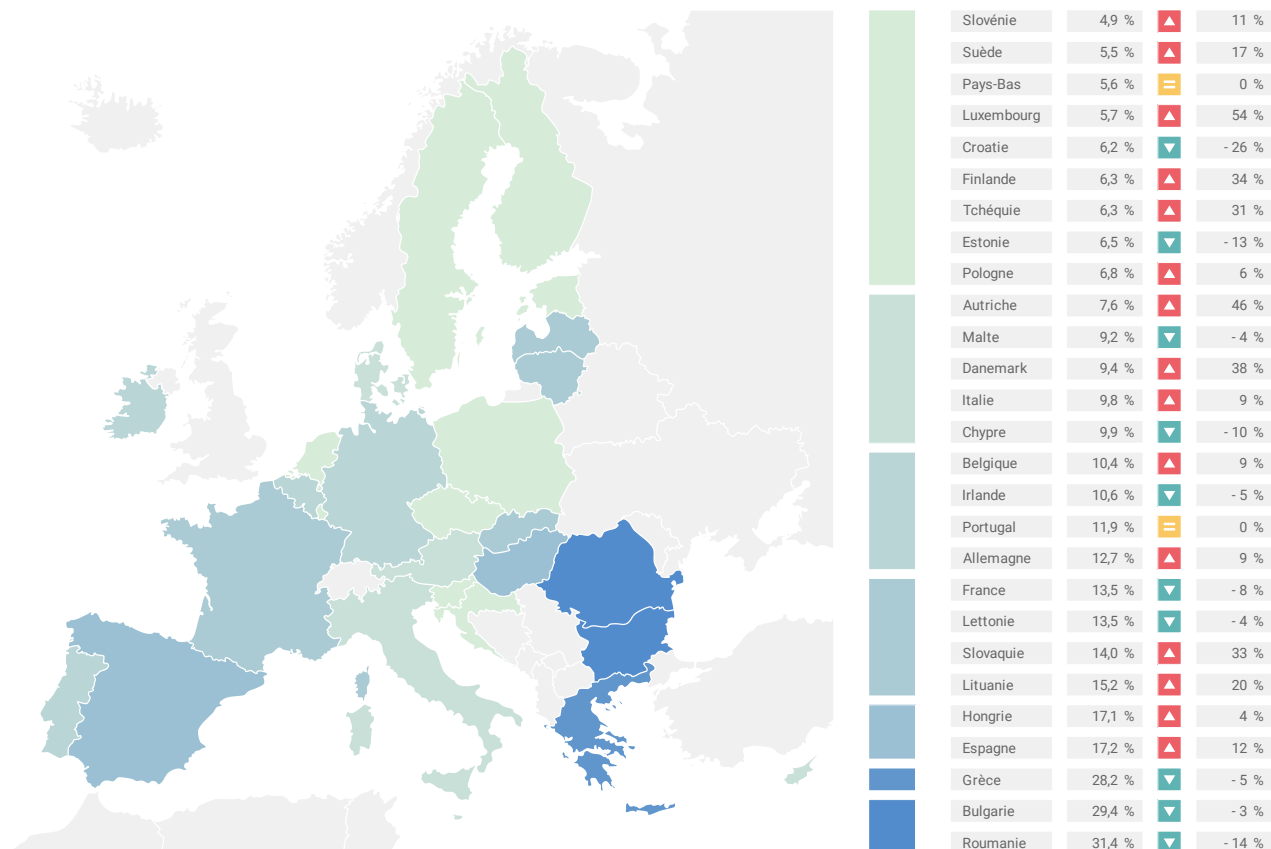 Slovénie 4,9 % 11 %
Suède 5,5 % 17 %
Pays-Bas 5,6 % 0 %
Luxembourg 5,7 % 54 %
Croatie 6,2 % - 26 %
Finlande 6,3 % 34 %
Tchéquie 6,3 % 31 %
Estonie 6,5 % - 13 %
Pologne 6,8 % 6 %
Autriche 7,6 % 46 %
Malte 9,2 % - 4 %
Danemark 9,4 % 38 %
Italie 9,8 % 9 %
Chypre 9,9 % - 10 %
Belgique 10,4 % 9 %
Irlande 10,6 % - 5 %
Portugal 11,9 % 0 %
Allemagne 12,7 % 9 %
France 13,5 % - 8 %
Lettonie 13,5 % - 4 %
Slovaquie 14,0 % 33 %
Lituanie 15,2 % 20 %
Hongrie 17,1 % 4 %
Espagne 17,2 % 12 %
Grèce 28,2 % - 5 %
Bulgarie 29,4 % - 3 %
Roumanie 31,4 % - 14 %